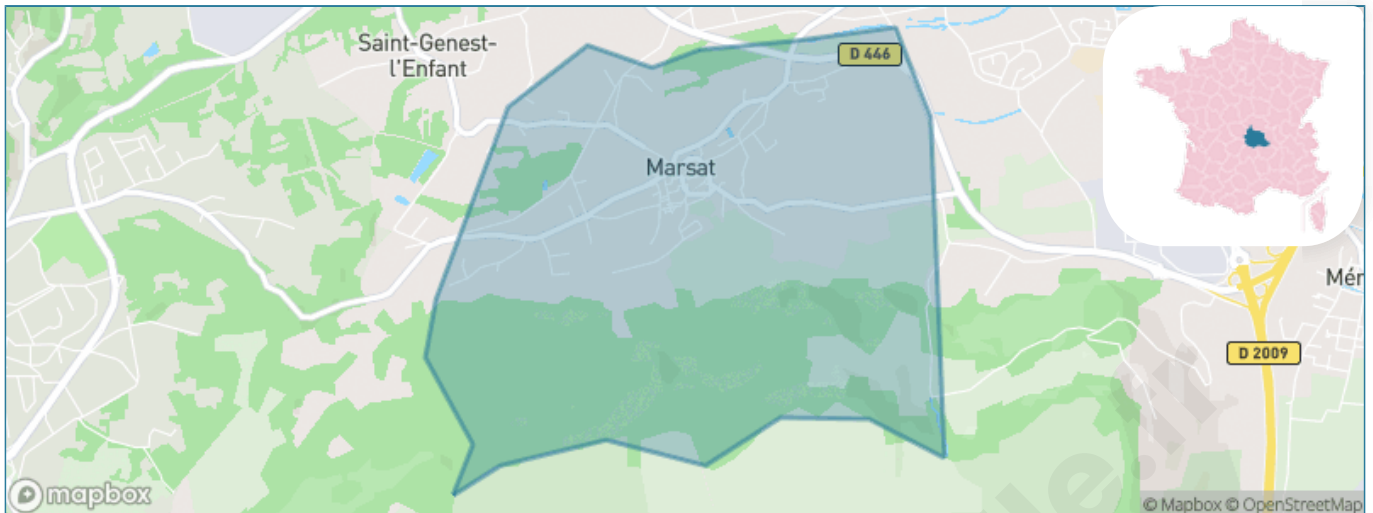 Saint-Genest-
l'Enfant
D 446
Marsat
Mér
D 2009
mapbox
© Mapbox © OpenStreetMap